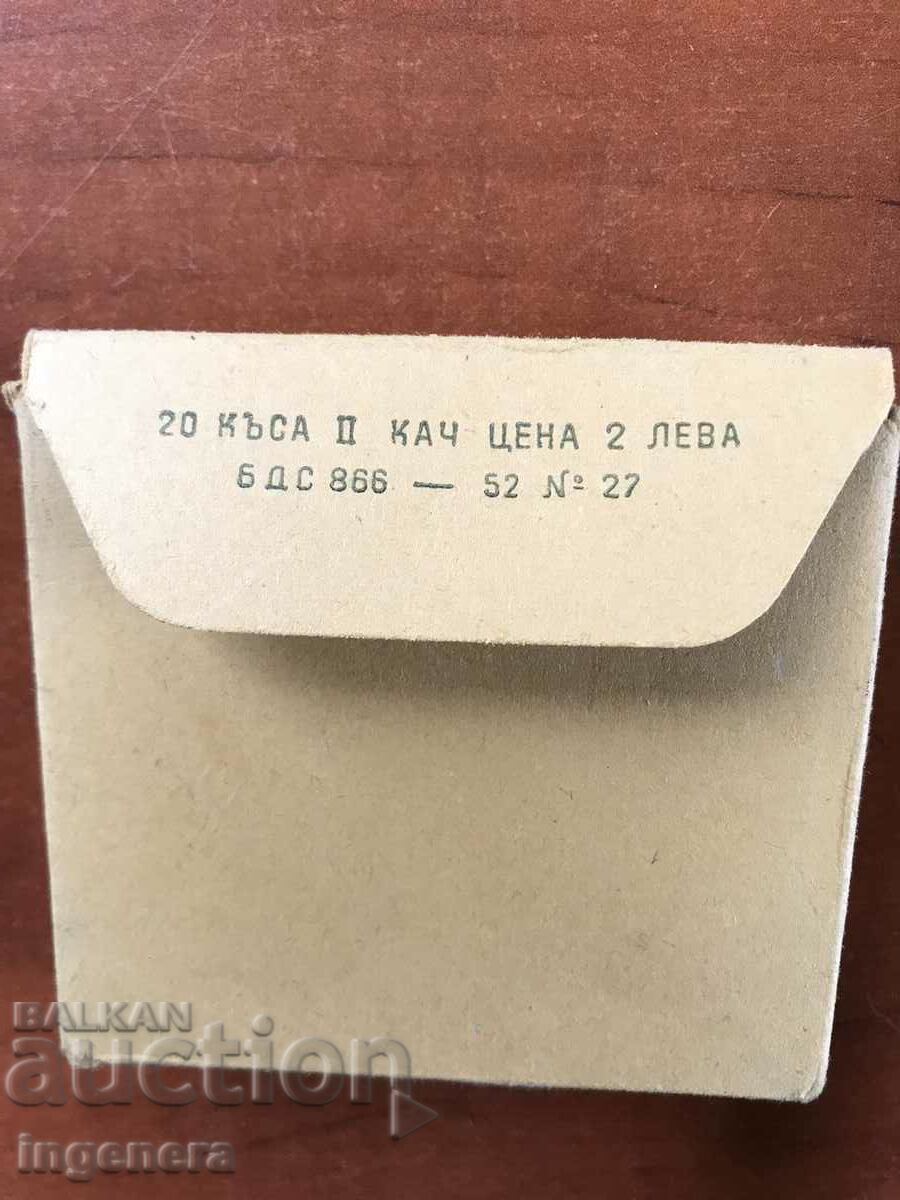 20 КЪСА II КАЧ ЦЕНА 2 ЛЕВА
БДС 866 — 52 № 27
BALKAN
auction
ingenera